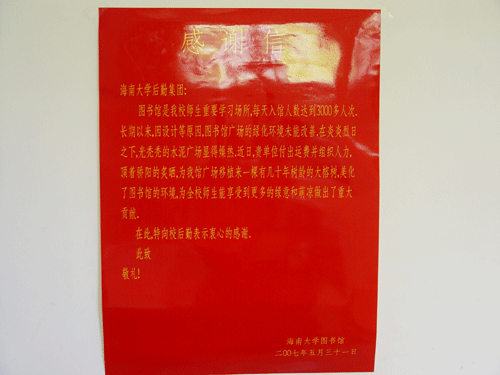 感谢信
海南大学后勤集团:
图书馆是我校师生重要学习场所,每天入馆人数达到3000多人次.
长期以来,因设计等原因,图书馆广场的绿化环境未能改善.在炎炎烈日
之下,光秃秃的水泥广场显得燥热.近日,贵单位付出运费并组织人力,
顶着骄阳的炙晒,为我馆广场移植来一棵有几十年树龄的大榕树,美化
了图书馆的环境,为全校师生能享受到更多的绿意和荫凉做出了重大
贡献.
在此,特向校后勤表示衷心的感谢.
此致
敬礼!
海南大学图书馆
二〇〇七年五月三十一日